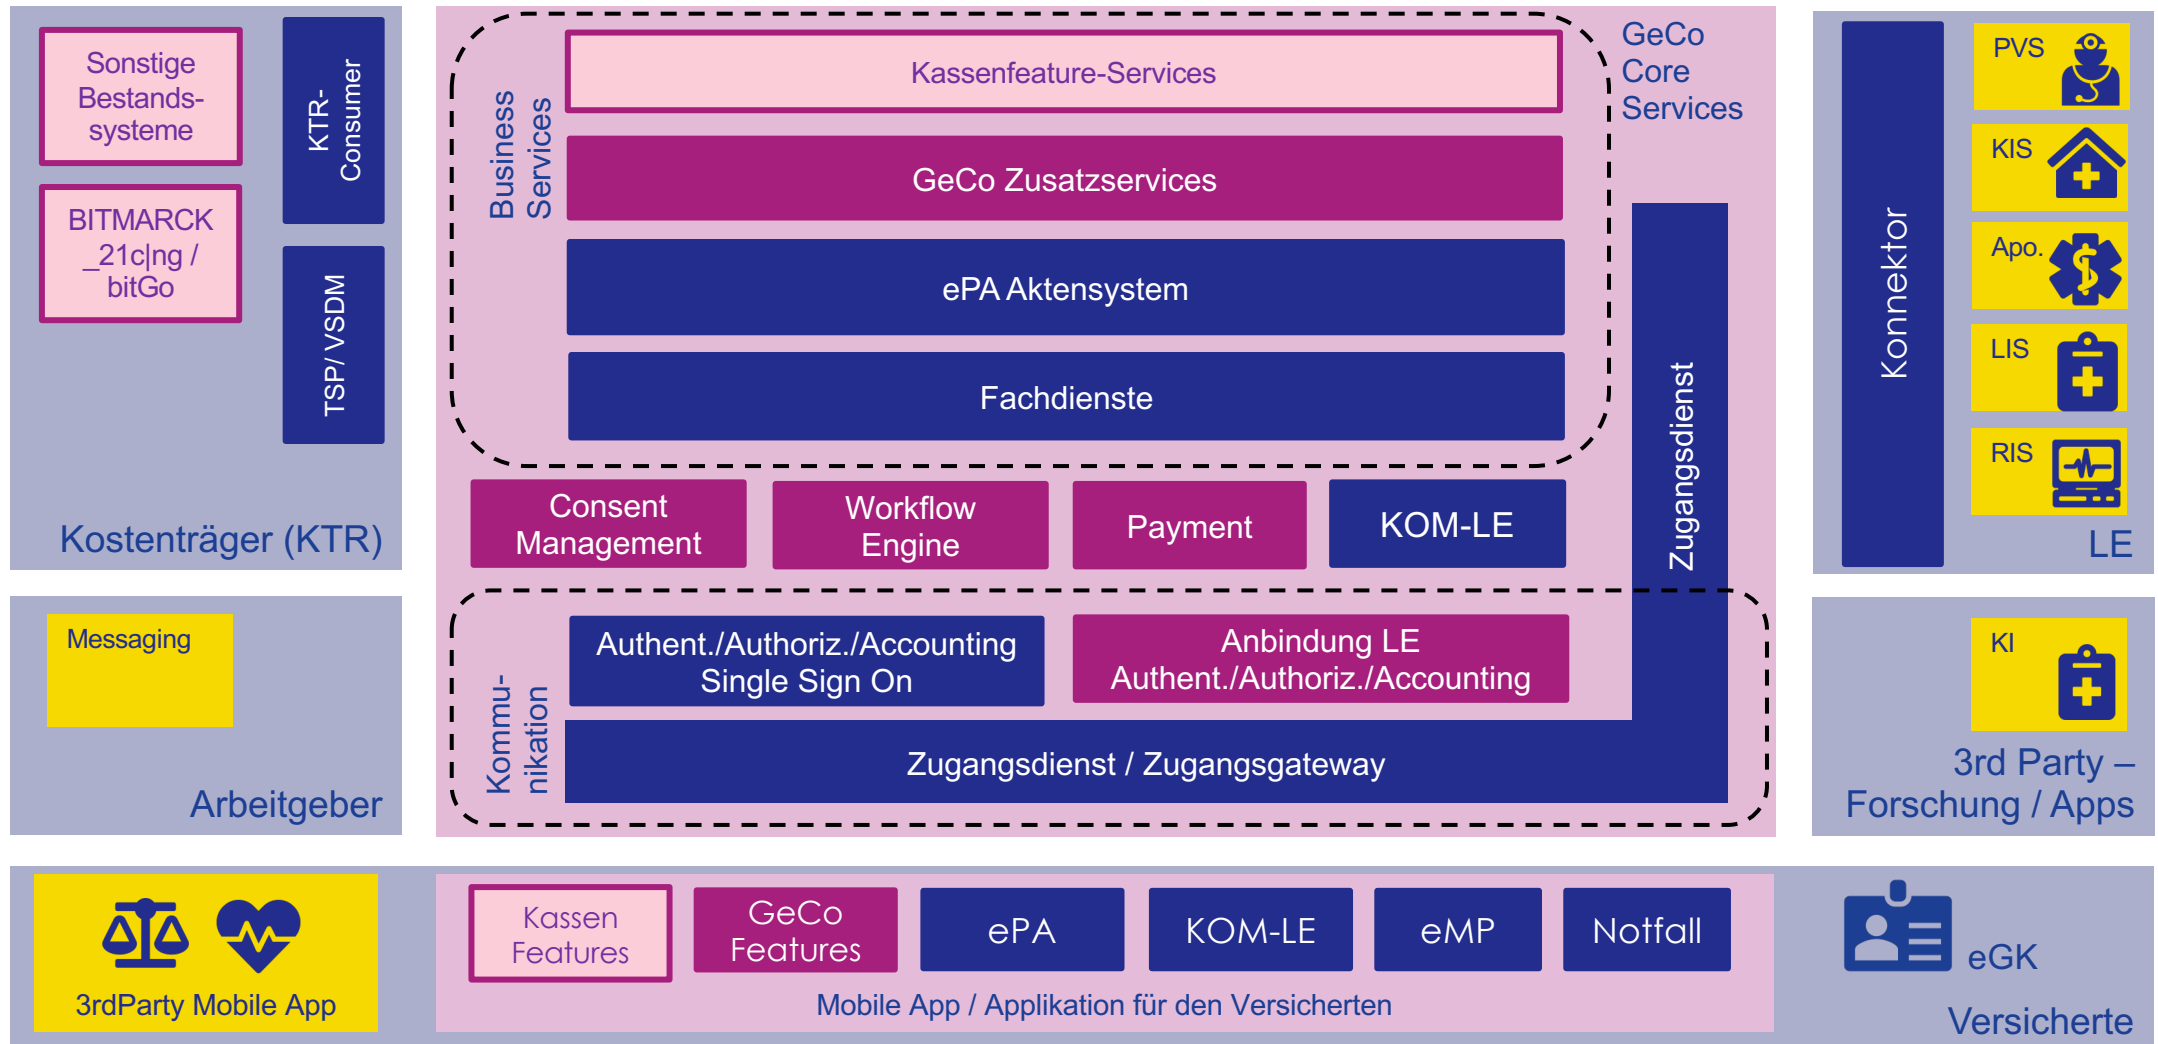 Sonstige
Bestands-
systeme
KTR-
Consumer
BITMARCK
_21c|ng /
bitGo
TSP/ VSDM
Kostenträger (KTR)
Messaging
Arbeitgeber
GeCo
Core
Services
Business
Services
Kassenfeature-Services
GeCo Zusatzservices
ePA Aktensystem
Fachdienste
Zugangsdienst
Consent
Management
Workflow
Engine
Payment
KOM-LE
Kommu-
nikation
Authent./Authoriz./Accounting
Single Sign On
Anbindung LE
Authent./Authoriz./Accounting
Zugangsdienst / Zugangsgateway
Konnektor
PVS
KIS
Apo.
LIS
RIS
LE
KI
3rd Party –
Forschung / Apps
3rdParty Mobile App
Kassen
Features
GeCo
Features
ePA
KOM-LE
eMP
Notfall
Mobile App / Applikation für den Versicherten
eGK
Versicherte